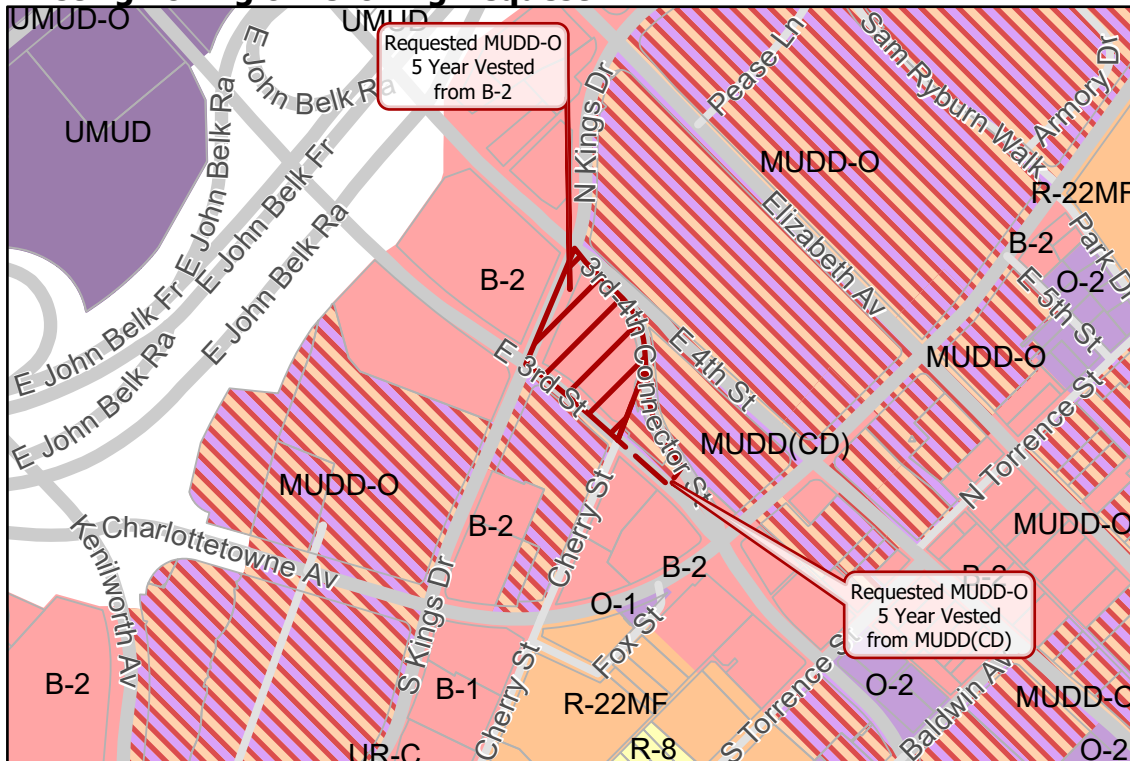 UMUD-O
UMUD
E John Belk Ra
Requested MUDD-O
5 Year Vested
from B-2
N Kings Dr
Pease Ln
Sam Ryburn Walk
Armory Dr
UMUD
E John Belk Ra
E John Belk Fr
MUDD-O
R-22MF
Elizabeth Av
B-2
Park Dr
O-2
E 5th St
E John Belk Fr
E John Belk Ra
B-2
3rd-4th Connector St
E 4th St
E John Belk Fr
E John Belk Ra
E 3rd St
MUDD-O
MUDD(CD)
N Torrence St
MUDD-O
B-2
MUDD-O
Kenilworth Av
Charlottetowne Av
Cherry St
B-2
B-2
O-1
Fox St
Requested MUDD-O
5 Year Vested
from MUDD(CD)
S Kings Dr
B-2
B-1
Cherry St
R-22MF
O-2
MUDD-O
S Torrence St
Baldwin Av
UR-C
R-8
O-2